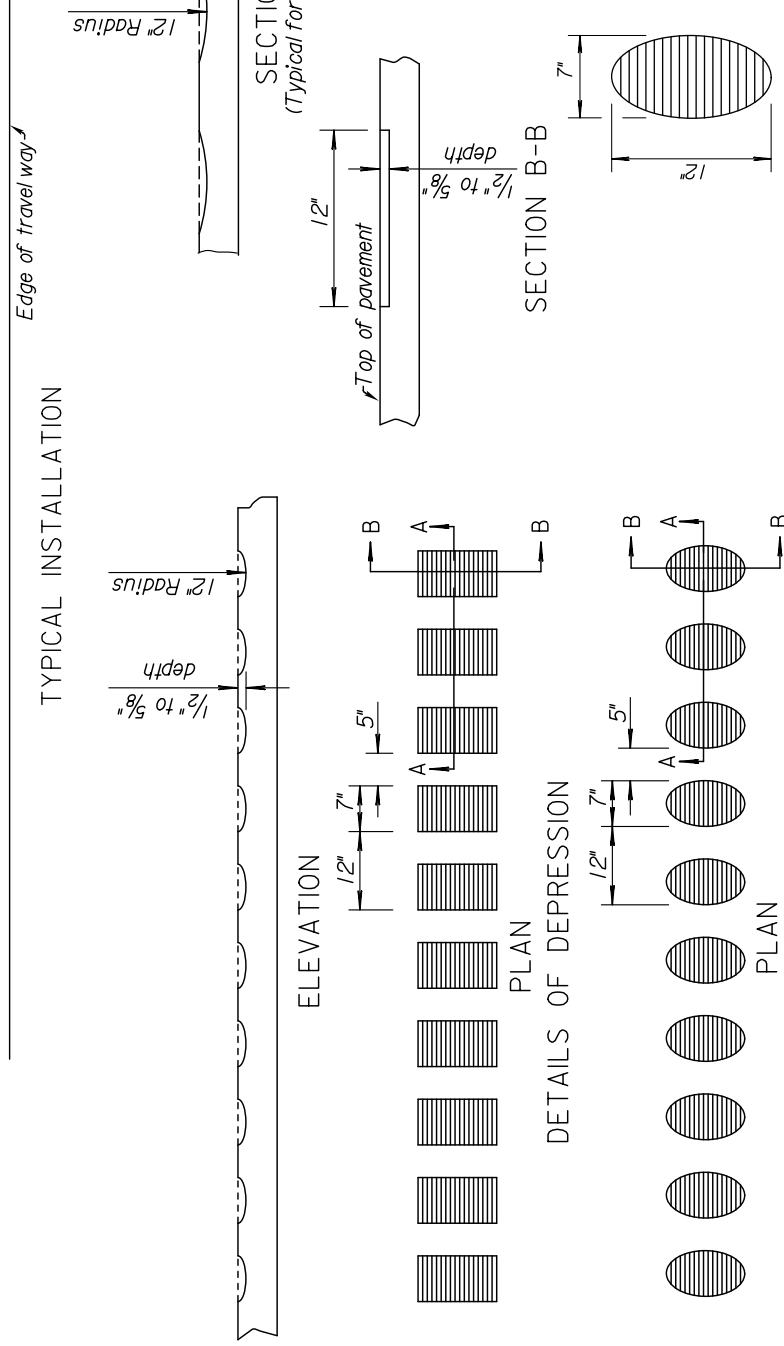 Edge of travel way
TYPICAL INSTALLATION
12" Radius
SECTIO
(Typical for
1/2" to 5/8"
depth
12" Radius
ELEVATION
12"
Top of pavement
1/2" to 5/8"
depth
SECTION B-B
12"
7"
5"
A
A
B
B
PLAN
DETAILS OF DEPRESSION
7"
12"
12"
7"
5"
A
A
B
B
PLAN